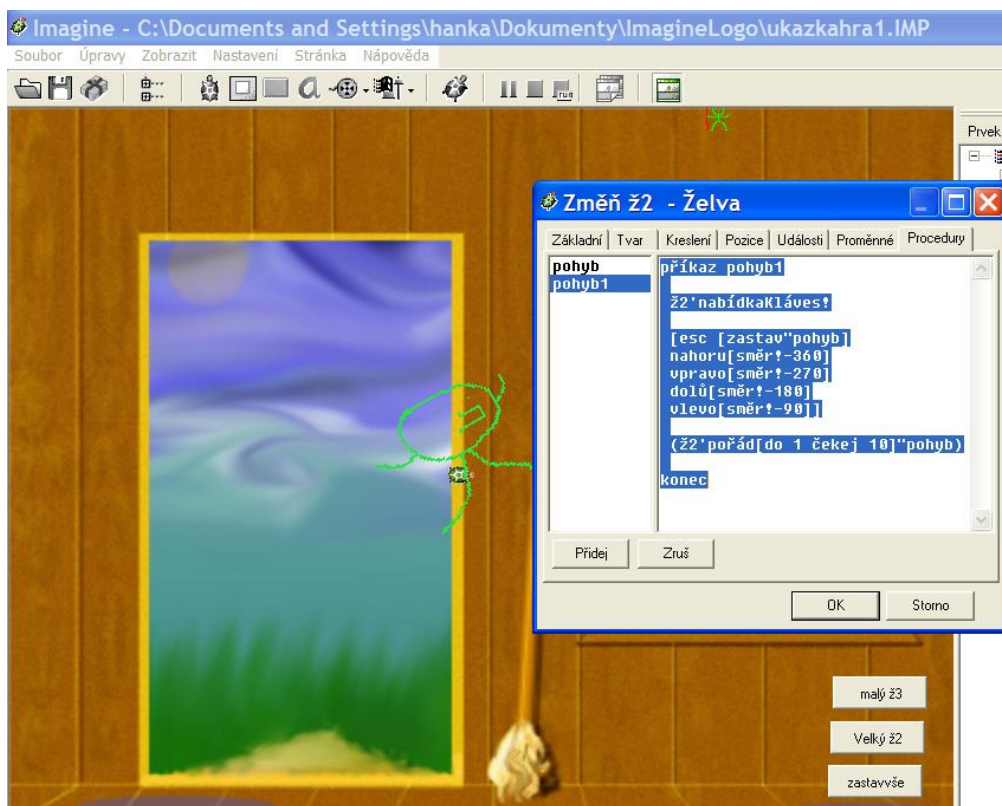 Imagine - C:\Documents and Settings\hanka\Dokumenty\ImagineLogo\ukazkahra1.IMP
Soubor Úpravy Zobrazit Nastavení Stránka Nápověda
run
Prvek
Změň ž2 - Želva
Základní Tvar Kreslení Pozice Události Proměnné Procedury
pohyb
pohyb1
příkaz pohyb1
ž2'nabídkaKláves!
[esc [zastav"pohyb]
nahoru[směr!-360]
vpravo[směr!-270]
dolů[směr!-180]
vlevo[směr!-90]]
(ž2'pořád[do 1 čekej 10]"pohyb)
konec
Přidej Zruš
OK Storno
malý ž3
Velký ž2
zastavvše